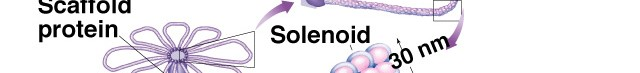 Scaffold
protein
Solenoid
30 nm